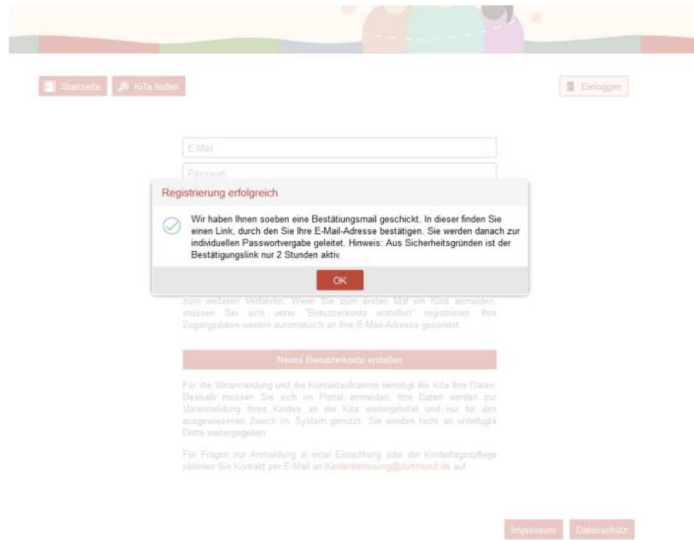 Startseite
KiTa finden
Einloggen
E-Mail
Passwort
Registrierung erfolgreich
Wir haben Ihnen soeben eine Bestätiungsmail geschickt. In dieser finden Sie
einen Link, durch den Sie Ihre E-Mail-Adresse bestätigen. Sie werden danach zur
individuellen Passwortvergabe geleitet. Hinweis: Aus Sicherheitsgründen ist der
Bestätigungslink nur 2 Stunden aktiv.
OK
zum weiteren Verfahren. Wenn Sie zum ersten Mal ein Kind anmelden,
müssen Sie sich unter "Benutzerkonto erstellen" registrieren. Ihre
Zugangsdaten werden automatisch an Ihre E-Mail-Adresse gesendet.
Neues Benutzerkonto erstellen
Für die Voranmeldung und die Kontaktaufnahme benötigt die Kita Ihre Daten.
Deshalb müssen Sie sich im Portal anmelden. Ihre Daten werden zur
Voranmeldung Ihres Kindes an die Kita weitergeleitet und nur für den
ausgewiesenen Zweck im System genutzt. Sie werden nicht an unbefugte
Dritte weitergegeben.
Für Fragen zur Anmeldung in einer Einrichtung oder der Kindertagespflege
nehmen Sie Kontakt per E-Mail an Kinderbetreuung@dortmund.de auf
Impressum
Datenschutz